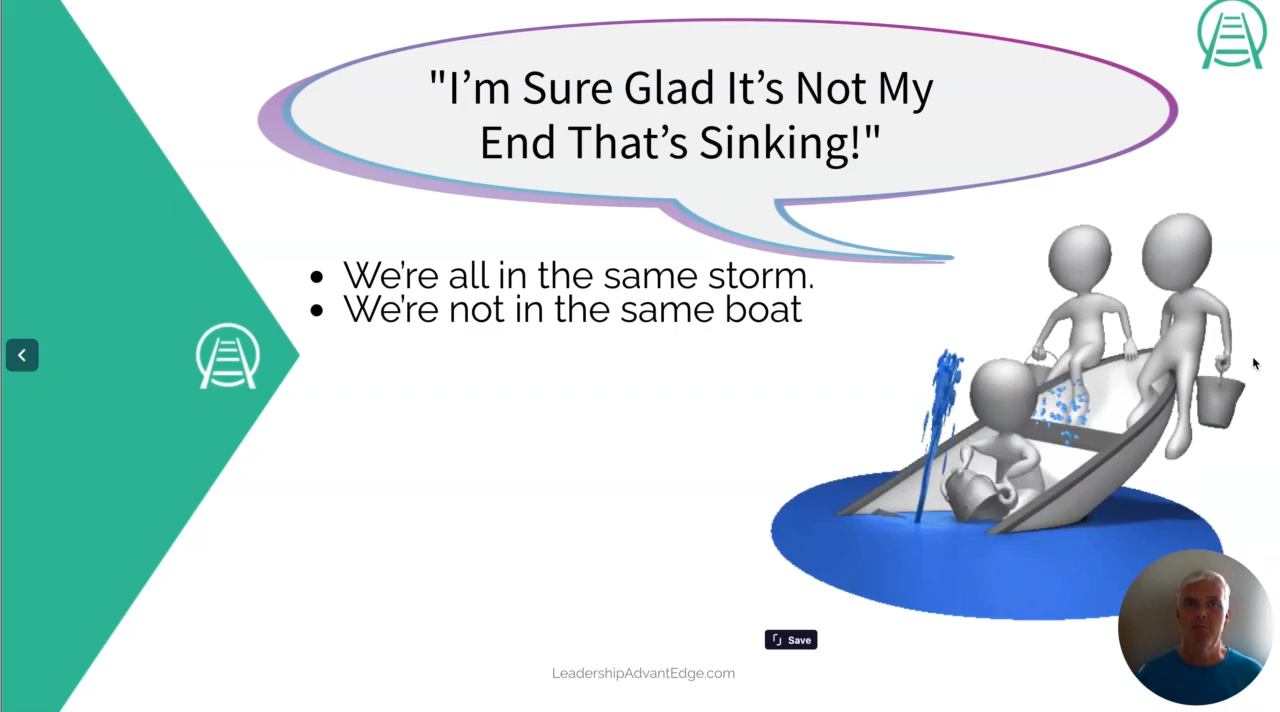 "I’m Sure Glad It’s Not My
End That’s Sinking!"
• We’re all in the same storm.
• We’re not in the same boat
Save
LeadershipAdvantEdge.com